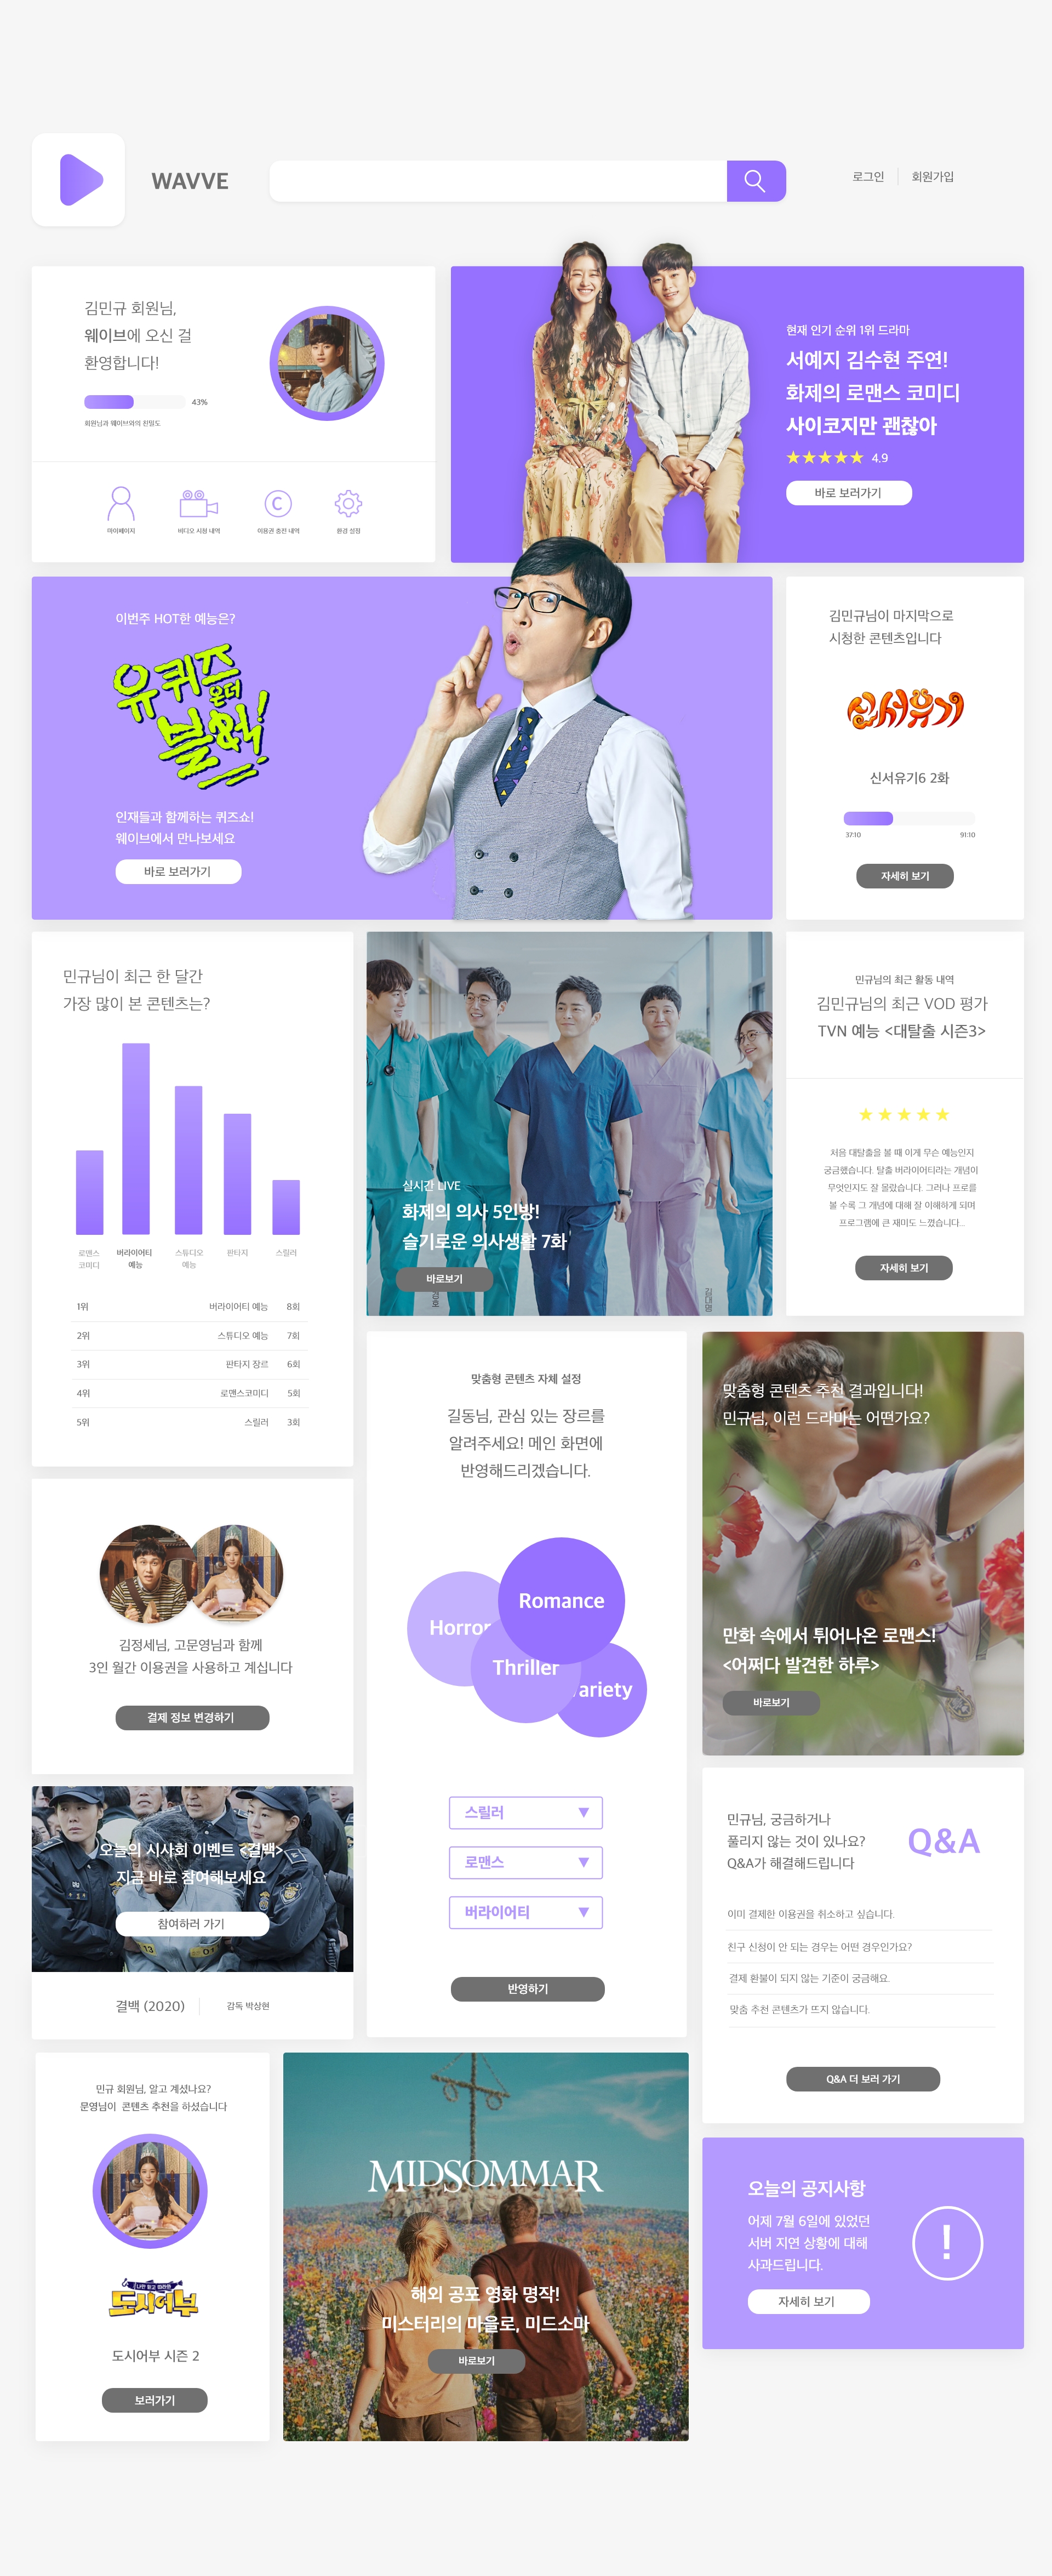 WAVVE
로그인
회원가입
김민규 회원님,
웨이브에 오신 걸
환영합니다!
43%
회원님과 웨이브와의 친밀도
마이페이지
비디오 시청 내역
이용권 충전 내역
환경 설정
현재 인기 순위 1위 드라마
서예지 김수현 주연!
화제의 로맨스 코미디
사이코지만 괜찮아
4.9
바로 보러가기
이번주 HOT한 예능은?
유퀴즈
온더
블럭!
인재들과 함께하는 퀴즈쇼!
웨이브에서 만나보세요
바로 보러가기
김민규님이 마지막으로
시청한 콘텐츠입니다
신서유기
신서유기6 2화
37:10
91:10
자세히 보기
민규님이 최근 한 달간
가장 많이 본 콘텐츠는?
로맨스
코미디
버라이어티
예능
스튜디오
예능
판타지
스릴러
1위 버라이어티 예능 8회
2위 스튜디오 예능 7회
3위 판타지 장르 6회
4위 로맨스코미디 5회
5위 스릴러 3회
실시간 LIVE
화제의 의사 5인방!
슬기로운 의사생활 7화
바로보기
민규님의 최근 활동 내역
김민규님의 최근 VOD 평가
TVN 예능 <대탈출 시즌3>
처음 대탈출을 볼 때 이게 무슨 예능인지
궁금했습니다. 탈출 버라이어티라는 개념이
무엇인지도 잘 몰랐습니다. 그러나 프로를
볼 수록 그 개념에 대해 잘 이해하게 되며
프로그램에 큰 재미도 느꼈습니다...
자세히 보기
맞춤형 콘텐츠 자체 설정
길동님, 관심 있는 장르를
알려주세요! 메인 화면에
반영해드리겠습니다.
Romance
Horror
Thriller
ariety
스릴러
로맨스
버라이어티
반영하기
맞춤형 콘텐츠 추천 결과입니다!
민규님, 이런 드라마는 어떤가요?
만화 속에서 튀어나온 로맨스!
<어쩌다 발견한 하루>
바로보기
김정세님, 고문영님과 함께
3인 월간 이용권을 사용하고 계십니다
결제 정보 변경하기
오늘의 시사회 이벤트 <결백>
지금 바로 참여해보세요
참여하러 가기
13
결백 (2020)
감독 박상현
민규님, 궁금하거나
풀리지 않는 것이 있나요?
Q&A가 해결해드립니다
Q&A
이미 결제한 이용권을 취소하고 싶습니다.
친구 신청이 안 되는 경우는 어떤 경우인가요?
결제 환불이 되지 않는 기준이 궁금해요.
맞춤 추천 콘텐츠가 뜨지 않습니다.
Q&A 더 보러 가기
민규 회원님, 알고 계셨나요?
문영님이 콘텐츠 추천을 하셨습니다
도시어부
도시어부 시즌 2
보러가기
MIDSOMMAR
해외 공포 영화 명작!
미스터리의 마을로, 미드소마
바로보기
오늘의 공지사항
어제 7월 6일에 있었던
서버 지연 상황에 대해
사과드립니다.
!
자세히 보기